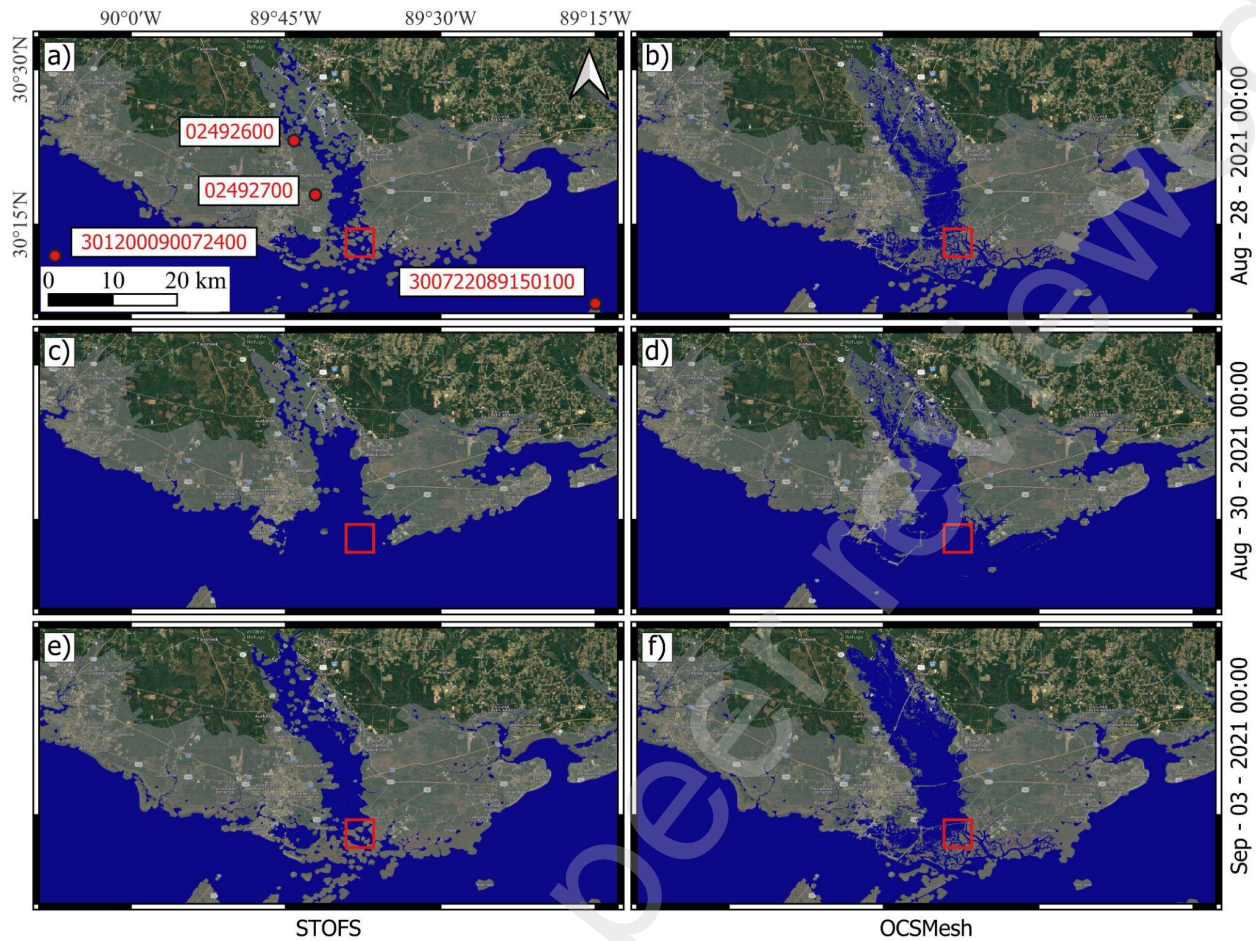 90°0'W 89°45'W 89°30'W 89°15'W
30°30'N
30°15'N
a)
b)
02492600
02492700
301200090072400
300722089150100
0 10 20 km
Aug - 28 - 2021 00:00
c)
d)
Aug - 30 - 2021 00:00
e)
f)
Sep - 03 - 2021 00:00
STOFS
OCSMesh
peer review